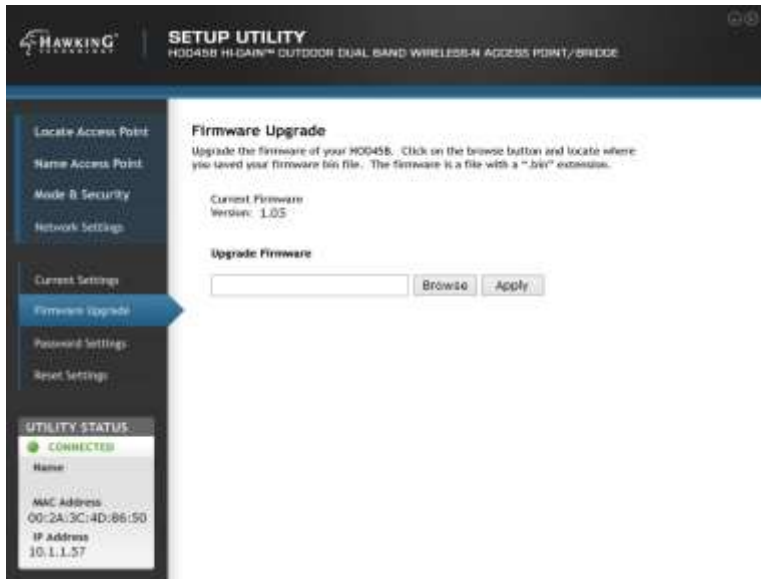 HAWKING
TECHNOLOGY
SETUP UTILITY
HOD45B HI-GAIN™ OUTDOOR DUAL BAND WIRELESS-N ACCESS POINT/BRIDGE
Locate Access Point
Name Access Point
Mode & Security
Network Settings
Current Settings
Firmware Upgrade
Password Settings
Reset Settings
UTILITY STATUS
CONNECTED
Name
MAC Address
00:2A:3C:4D:86:50
IP Address
10.1.1.57
Firmware Upgrade
Upgrade the firmware of your HOD45B. Click on the browse button and locate where
you saved your firmware bin file. The firmware is a file with a ".bin" extension.
Current Firmware
Version: 1.05
Upgrade Firmware
Browse
Apply